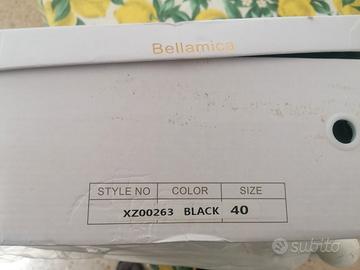 Bellamica
STYLE NO COLOR SIZE
XZ00263 BLACK 40
subito